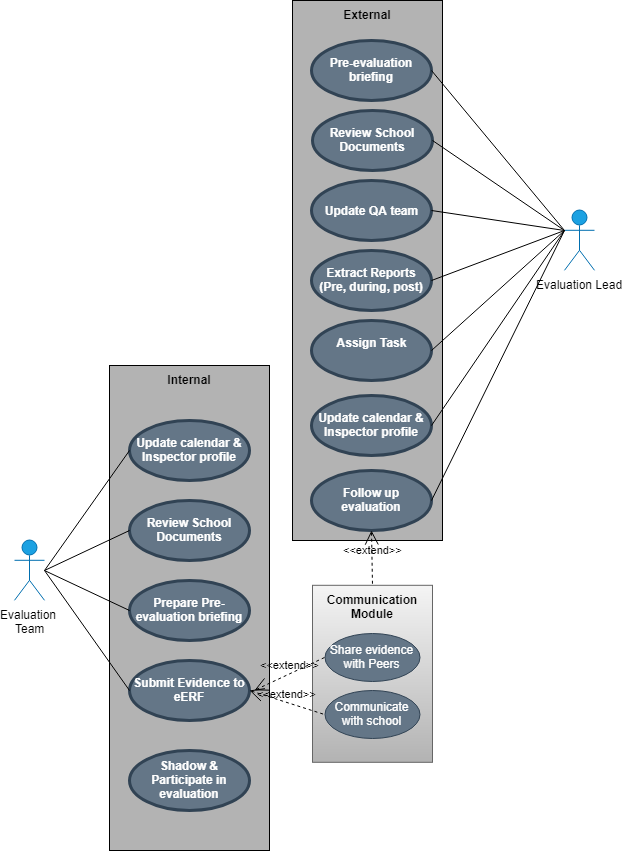 External
Pre-evaluation
briefing
Review School
Documents
Update QA team
Extract Reports
(Pre, during, post)
Assign Task
Update calendar &
Inspector profile
Follow up
evaluation
<<extend>>
Evaluation Lead
Internal
Update calendar &
Inspector profile
Review School
Documents
Prepare Pre-
evaluation briefing
Submit Evidence to
eERF
Shadow &
Participate in
evaluation
Evaluation
Team
Communication
Module
Share evidence
with Peers
Communicate
with school
<<extend>>
<<extend>>